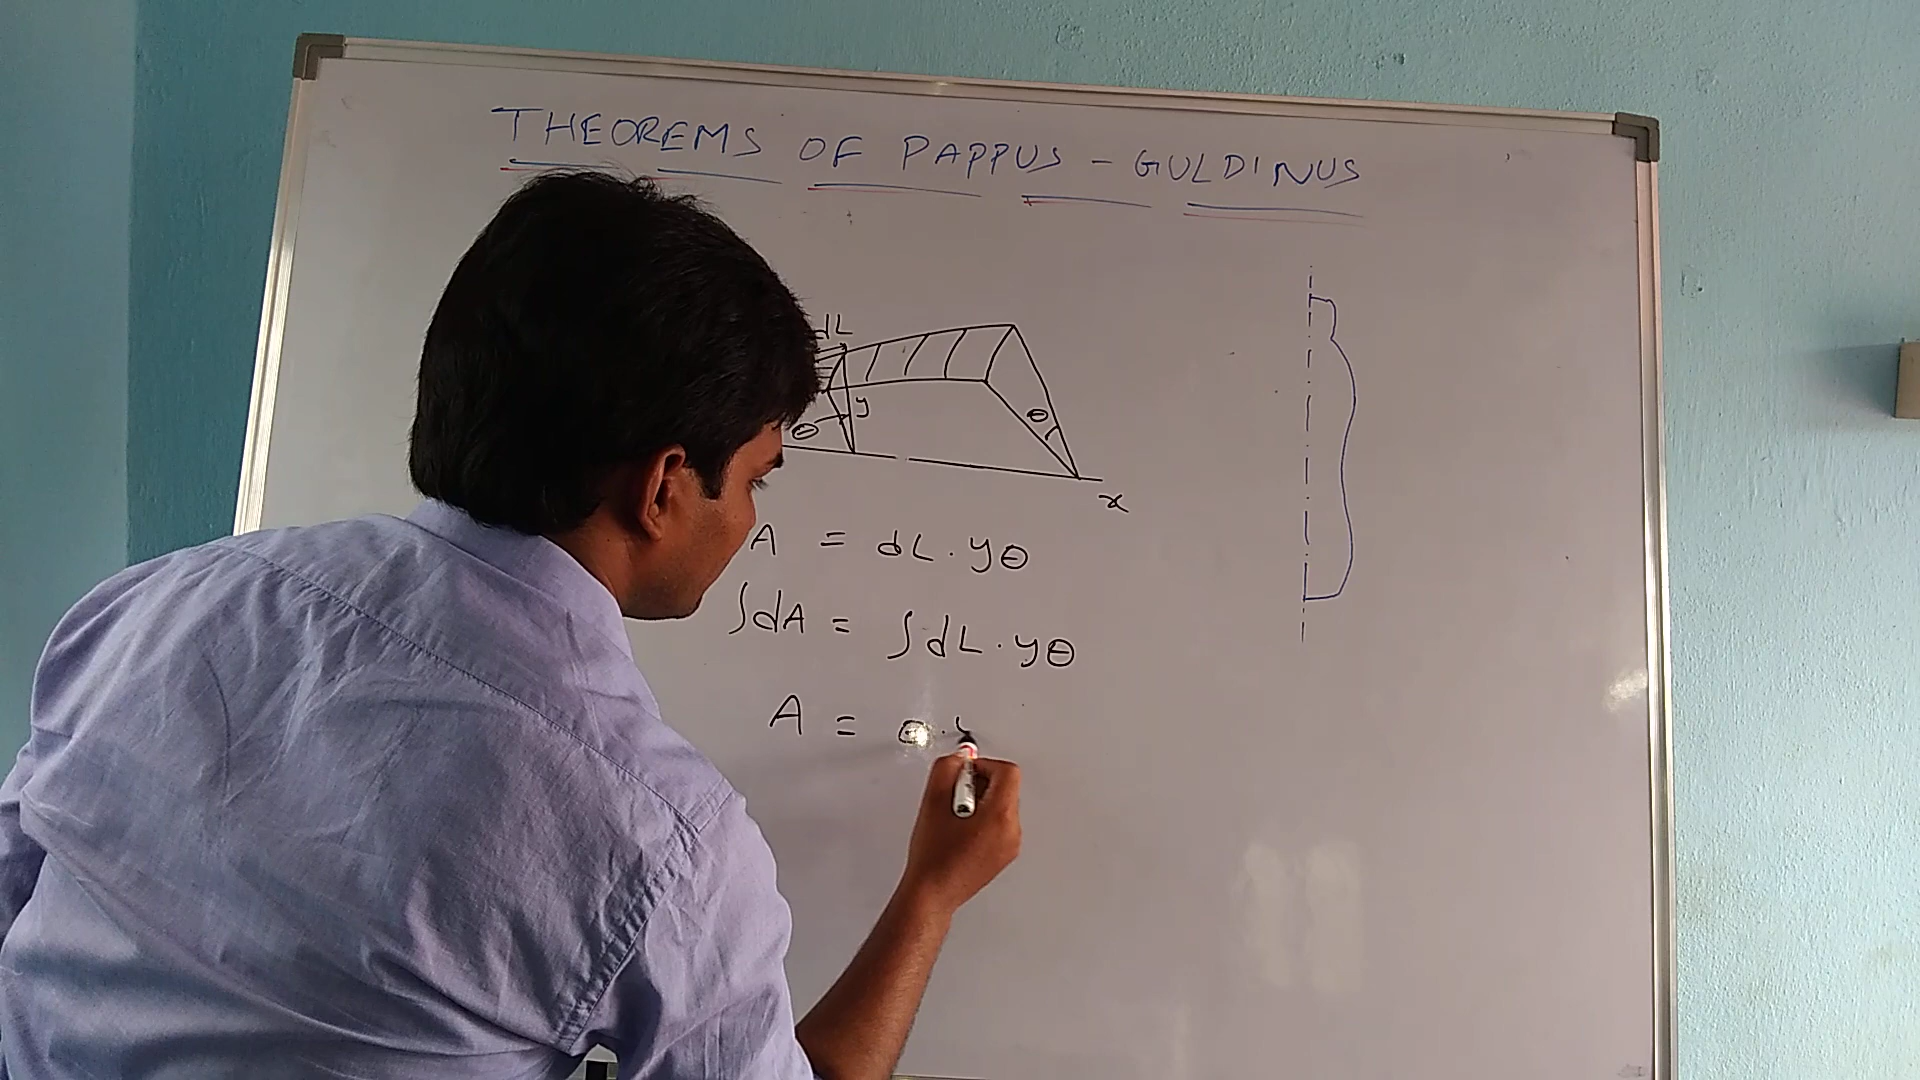 THEOREMS OF PAPPUS - GULDINUS
dL
y
θ
θ
x
A = dL . yθ
∫dA = ∫dL . yθ
A =